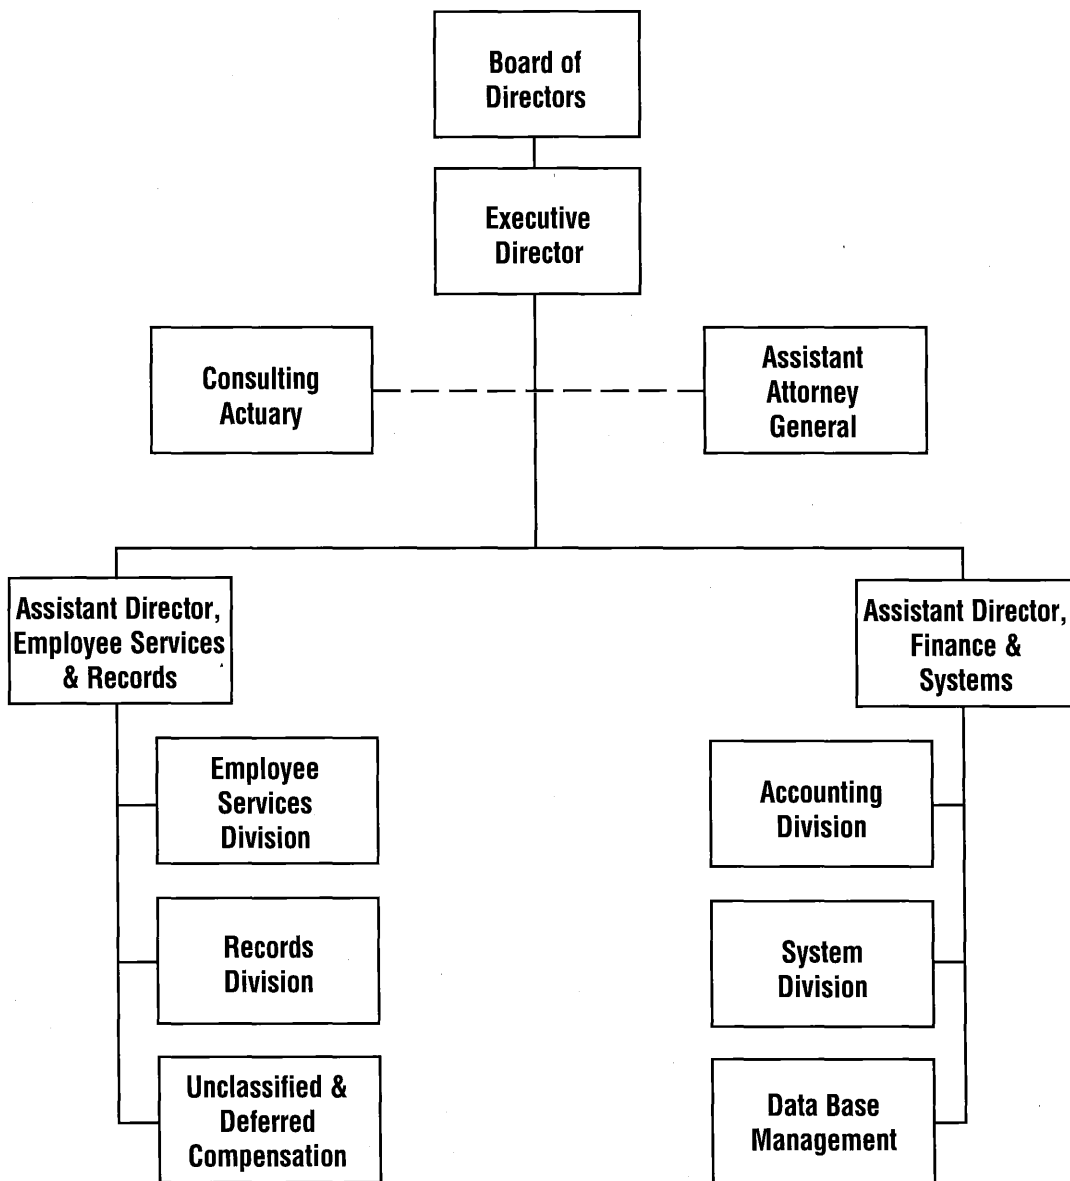 Board of
Directors
Executive
Director
Consulting
Actuary
Assistant
Attorney
General
Assistant Director,
Employee Services
& Records
Assistant Director,
Finance &
Systems
Employee
Services
Division
Accounting
Division
Records
Division
System
Division
Unclassified &
Deferred
Compensation
Data Base
Management